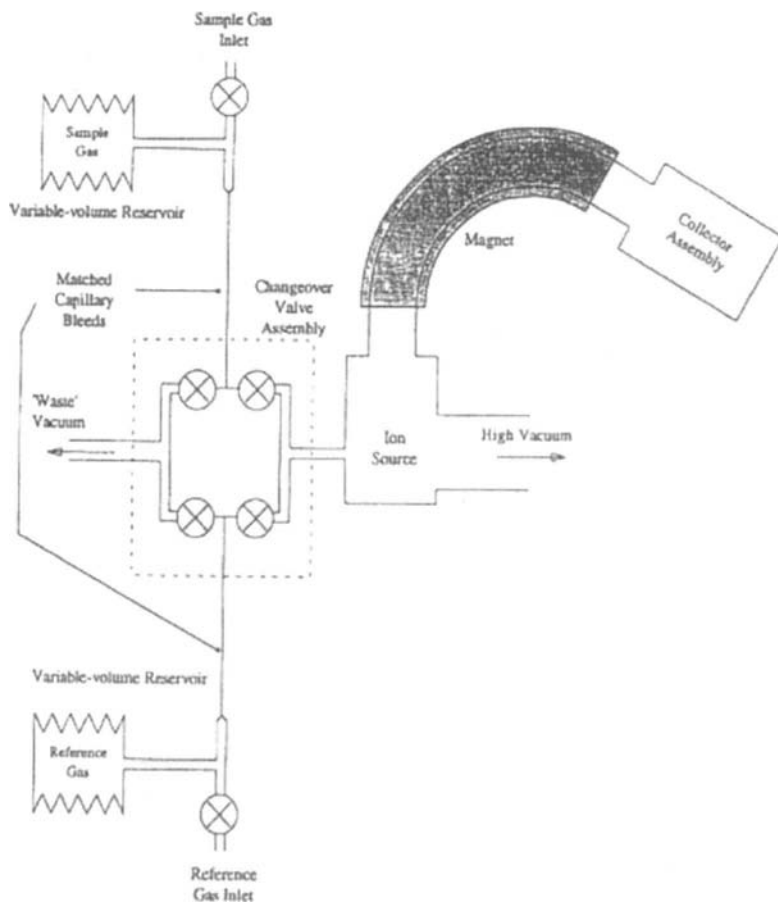 Sample Gas
Inlet
Sample
Gas
Variable-volume Reservoir
Magnet
Collector
Assembly
Matched
Capillary
Bleeds
Changeover
Valve
Assembly
'Waste'
Vacuum
Ion
Source
High Vacuum
Variable-volume Reservoir
Reference
Gas
Reference
Gas Inlet